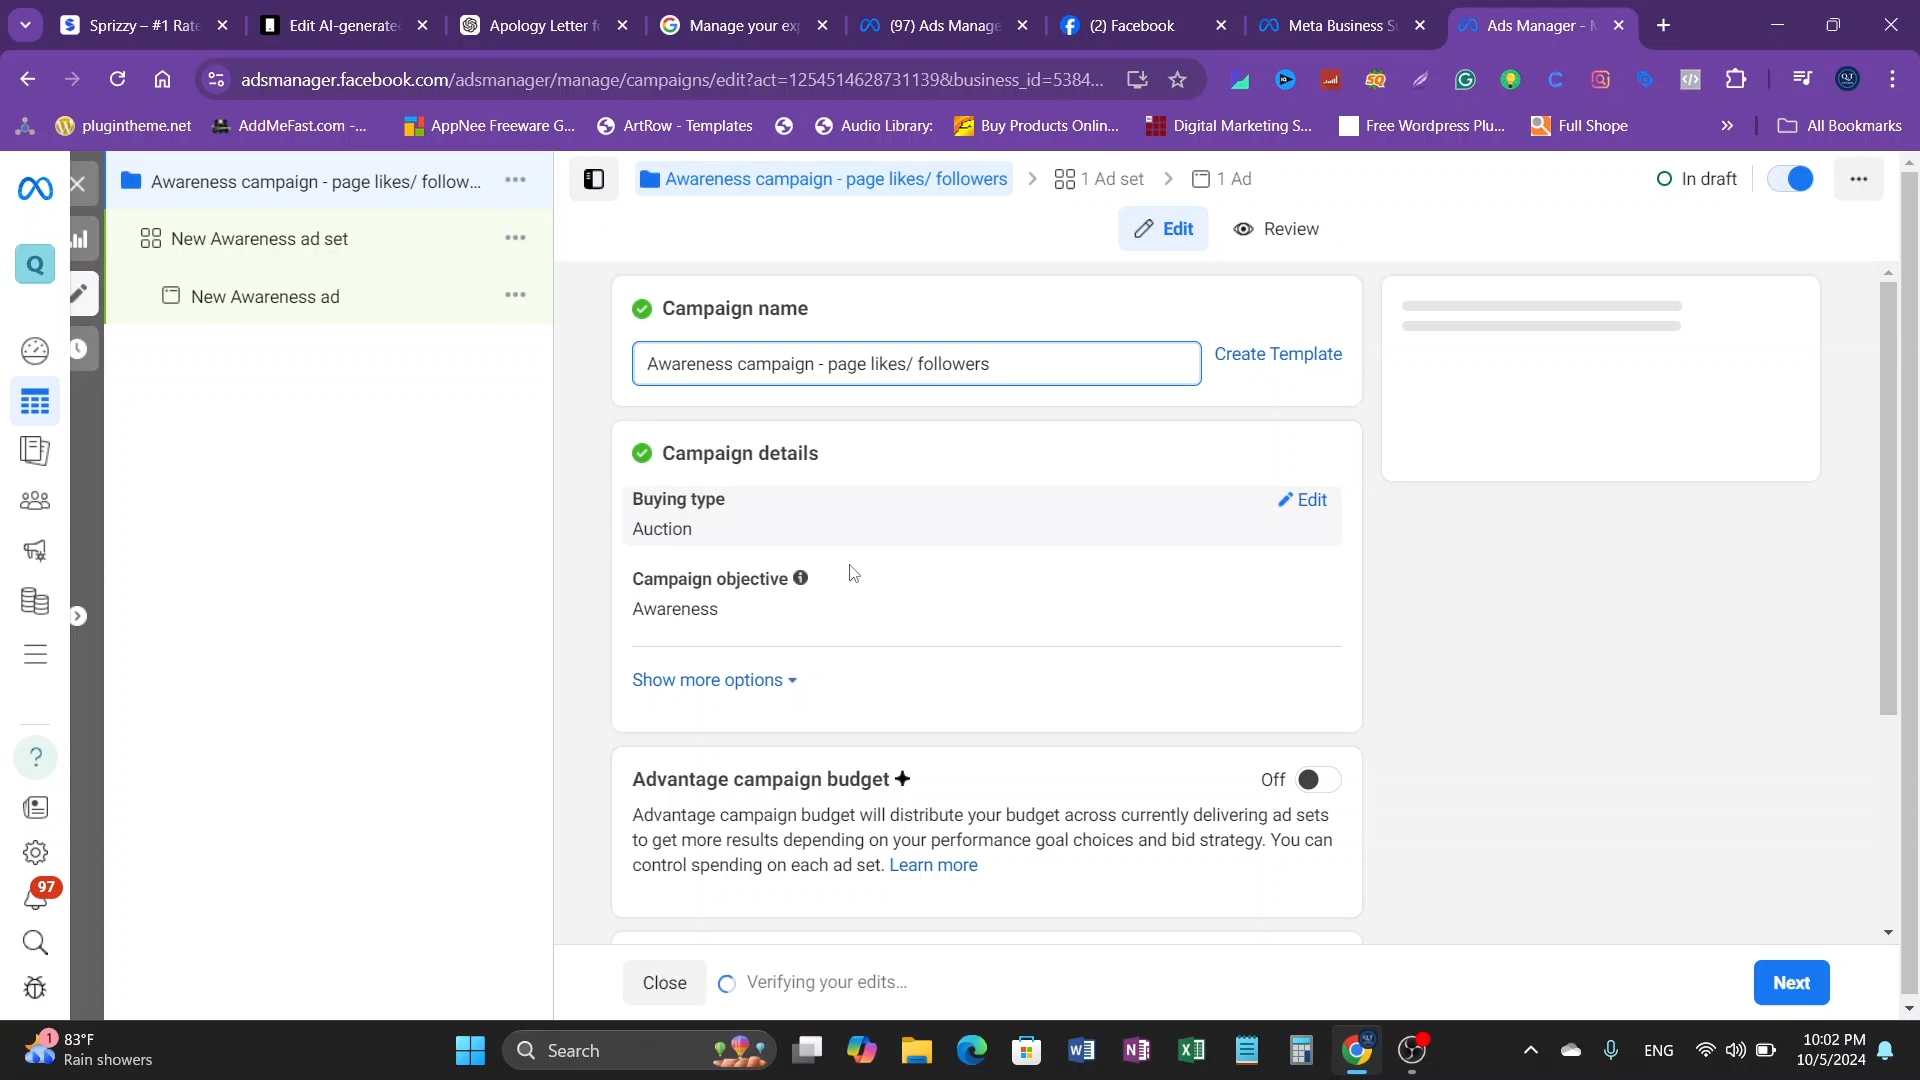 Sprizzy – #1 Rate
Edit AI-generate
Apology Letter f
Manage your ex
(97) Ads Manage
(2) Facebook
Meta Business S
Ads Manager - M
adsmanager.facebook.com/adsmanager/manage/campaigns/edit?act=1254514628731139&business_id=5384...
plugintheme.net
AddMeFast.com -...
AppNee Freeware G...
ArtRow - Templates
Audio Library:
Buy Products Onlin...
Digital Marketing S...
Free Wordpress Plu...
Full Shope
»
All Bookmarks
Awareness campaign - page likes/ follow...
New Awareness ad set
New Awareness ad
Q
97
Awareness campaign - page likes/ followers
1 Ad set
1 Ad
In draft
Edit
Review
Campaign name
Awareness campaign - page likes/ followers
Create Template
Campaign details
Buying type
Edit
Auction
Campaign objective
Awareness
Show more options
Advantage campaign budget
Off
Advantage campaign budget will distribute your budget across currently delivering ad sets
to get more results depending on your performance goal choices and bid strategy. You can
control spending on each ad set. Learn more
Close
Verifying your edits...
Next
1
83°F
Rain showers
Search
ENG
10:02 PM
10/5/2024